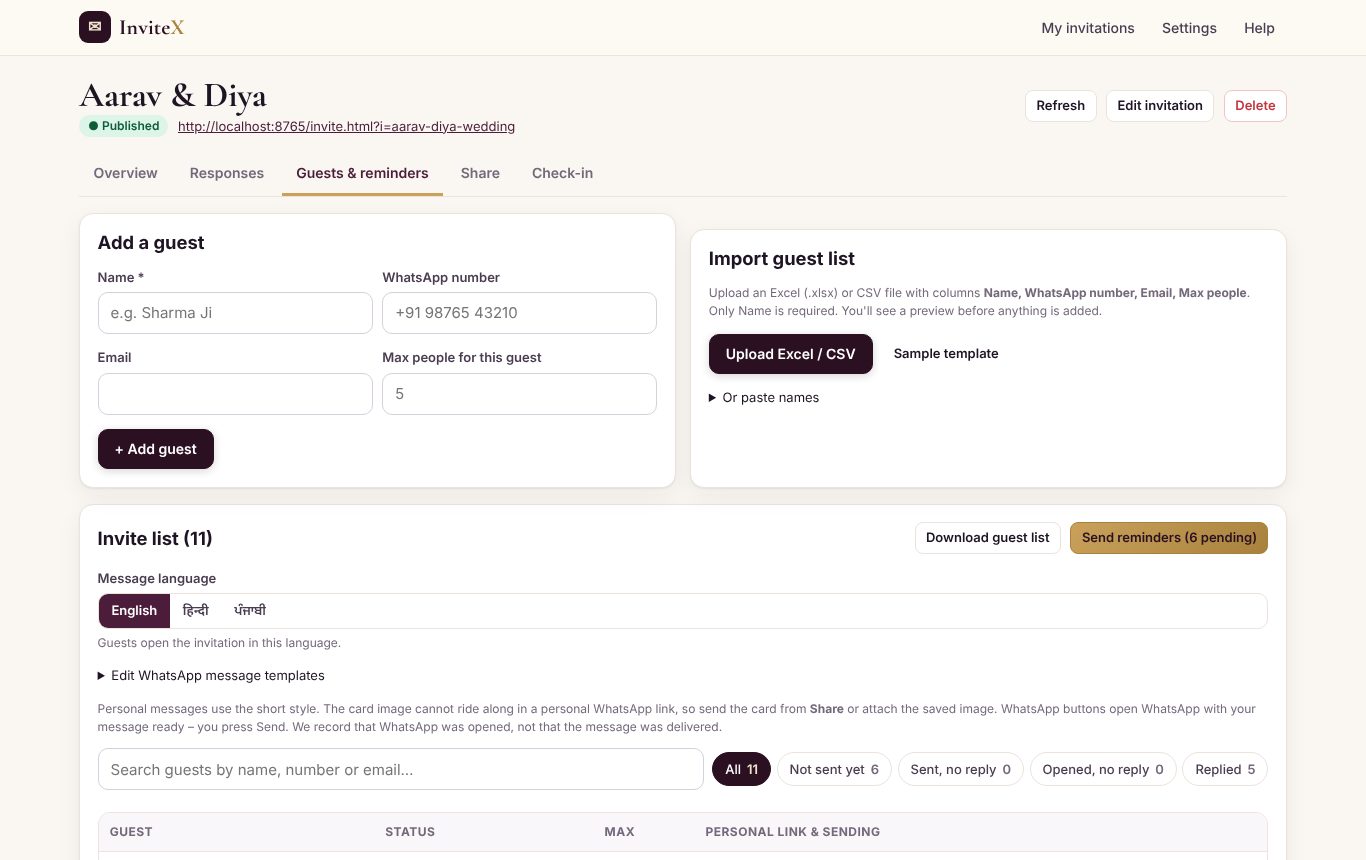 ✉ InviteX
My invitations Settings Help
Aarav & Diya
Published http://localhost:8765/invite.html?i=aarav-diya-wedding
Refresh Edit invitation Delete
Overview Responses Guests & reminders Share Check-in
Add a guest
Name * WhatsApp number
e.g. Sharma Ji +91 98765 43210
Email Max people for this guest
5
+ Add guest
Import guest list
Upload an Excel (.xlsx) or CSV file with columns Name, WhatsApp number, Email, Max people.
Only Name is required. You'll see a preview before anything is added.
Upload Excel / CSV Sample template
Or paste names
Invite list (11)
Download guest list Send reminders (6 pending)
Message language
English हिन्दी ਪੰਜਾਬੀ
Guests open the invitation in this language.
Edit WhatsApp message templates
Personal messages use the short style. The card image cannot ride along in a personal WhatsApp link, so send the card from Share or attach the saved image. WhatsApp buttons open WhatsApp with your
message ready – you press Send. We record that WhatsApp was opened, not that the message was delivered.
Search guests by name, number or email...
All 11 Not sent yet 6 Sent, no reply 0 Opened, no reply 0 Replied 5
GUEST STATUS MAX PERSONAL LINK & SENDING